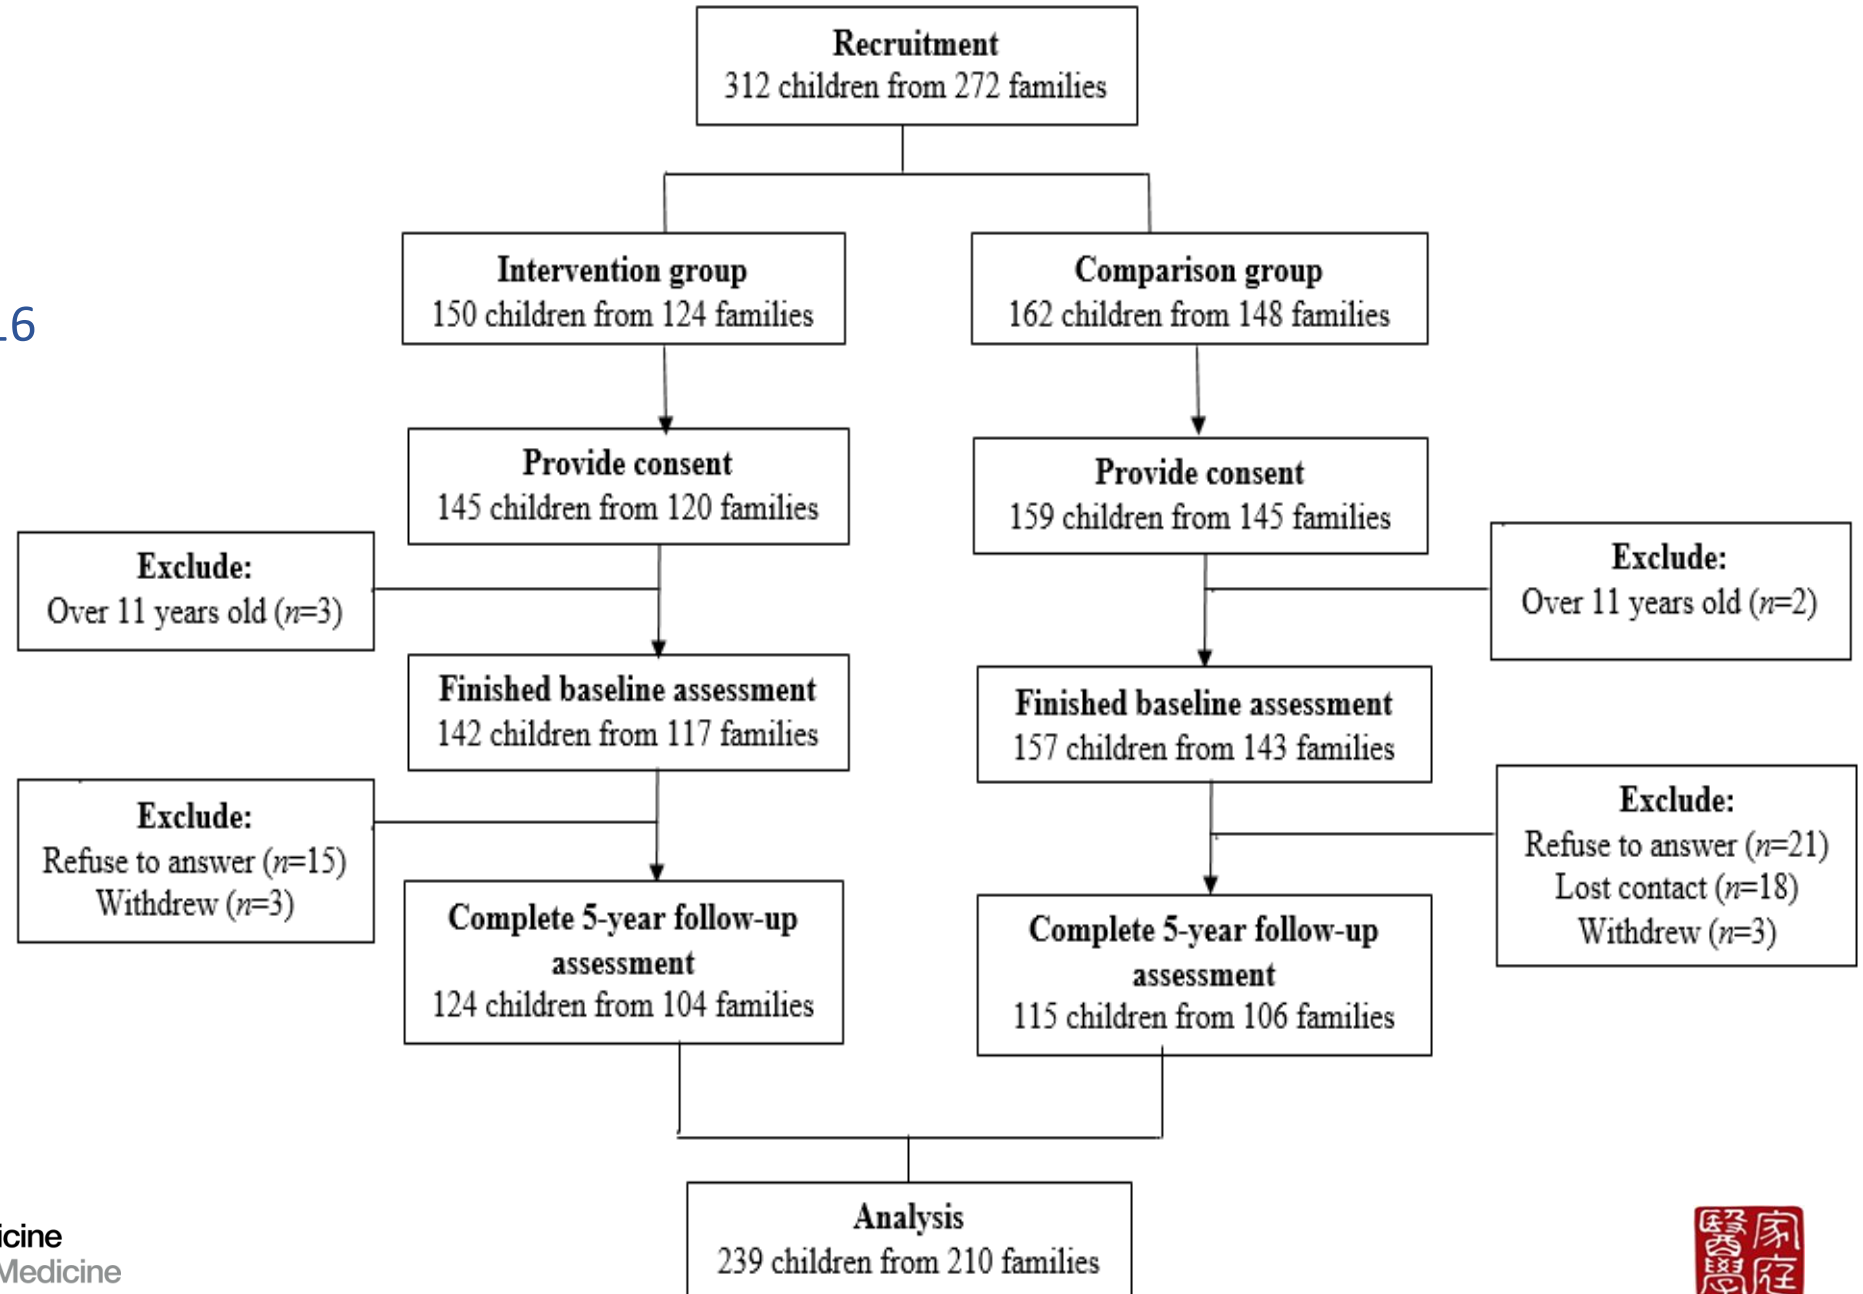 Recruitment
312 children from 272 families
Intervention group
150 children from 124 families
Comparison group
162 children from 148 families
16
Provide consent
145 children from 120 families
Provide consent
159 children from 145 families
Exclude:
Over 11 years old (n=3)
Exclude:
Over 11 years old (n=2)
Finished baseline assessment
142 children from 117 families
Finished baseline assessment
157 children from 143 families
Exclude:
Refuse to answer (n=15)
Withdrew (n=3)
Exclude:
Refuse to answer (n=21)
Lost contact (n=18)
Withdrew (n=3)
Complete 5-year follow-up
assessment
124 children from 104 families
Complete 5-year follow-up
assessment
115 children from 106 families
Analysis
239 children from 210 families
icine
Medicine
家庭
醫學